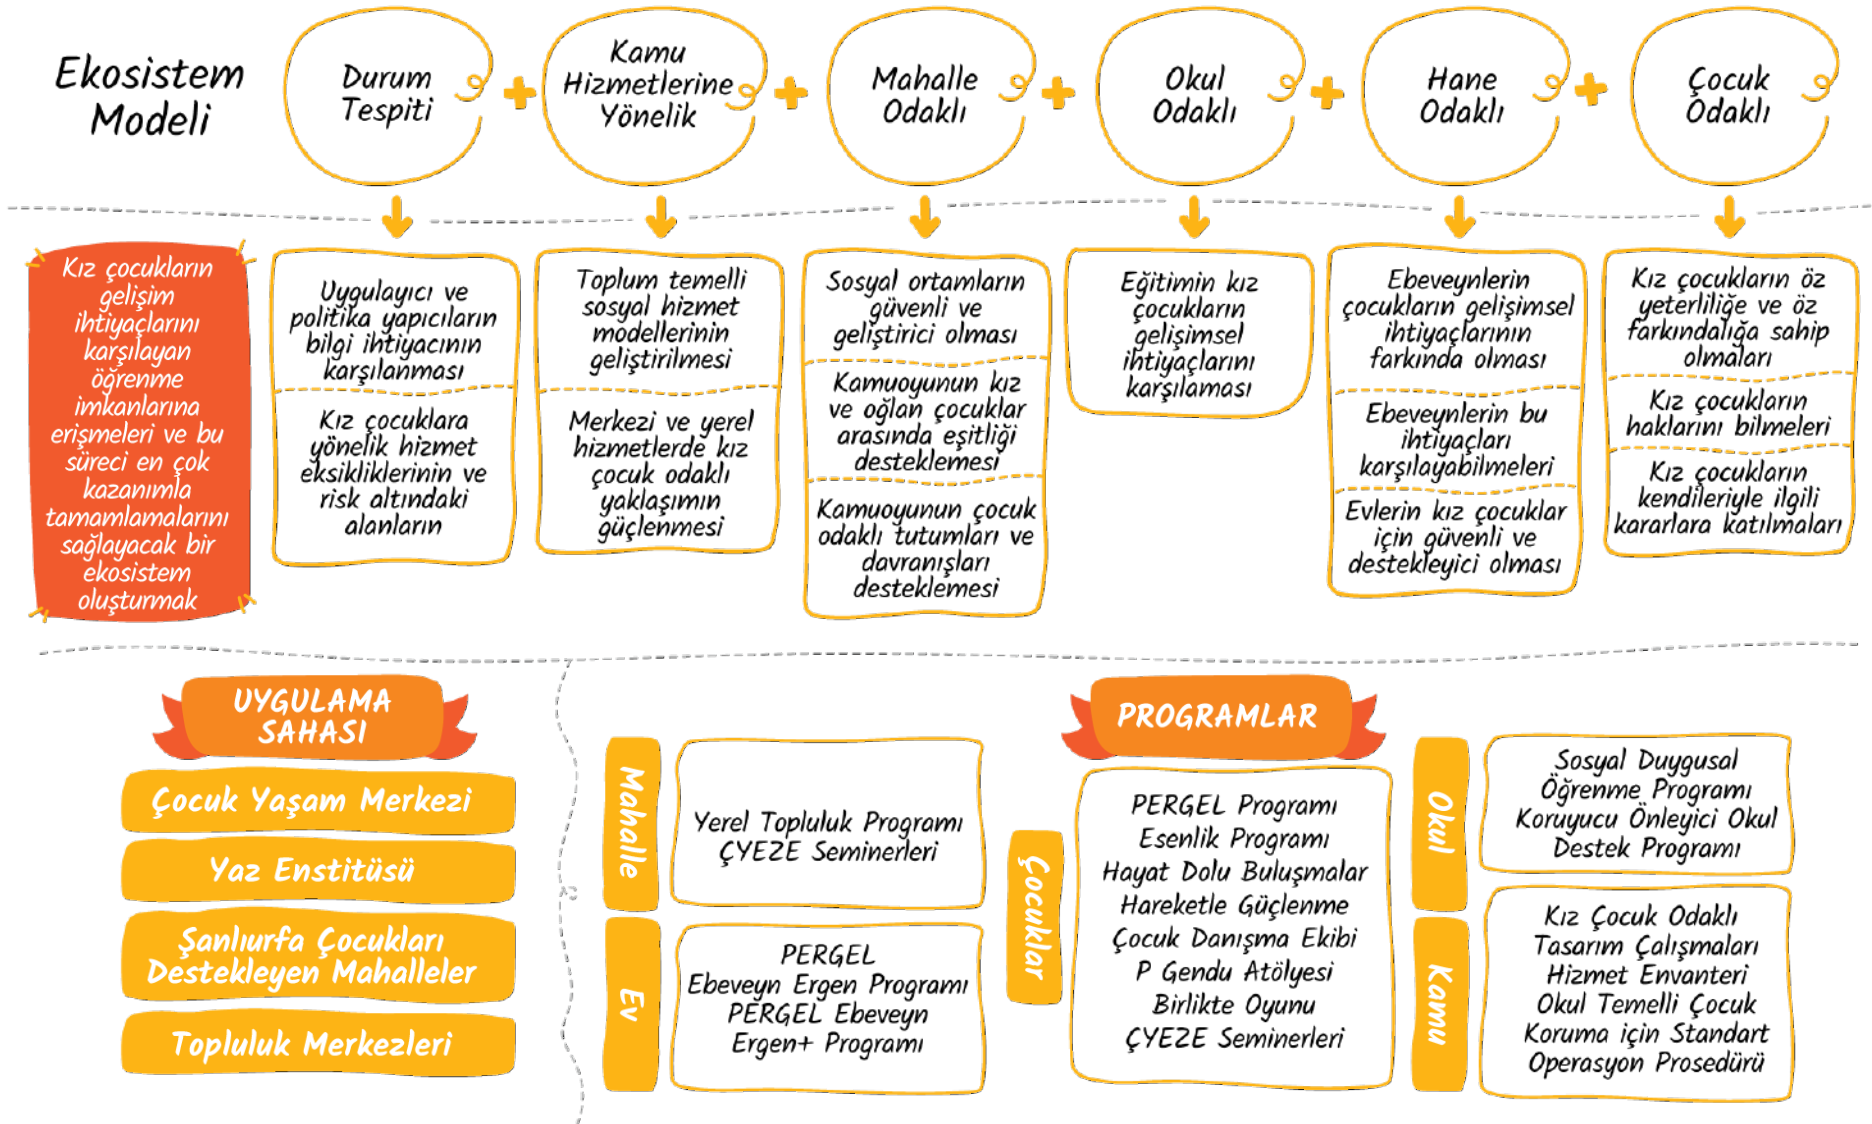 Ekosistem
Modeli
Durum
Tespiti
Kamu
Hizmetlerine
Yönelik
Mahalle
Odaklı
Okul
Odaklı
Hane
Odaklı
Çocuk
Odaklı
Kız çocukların
gelişim
ihtiyaçlarını
karşılayan
öğrenme
imkanlarına
erişmeleri ve bu
süreci en çok
kazanımla
tamamlamalarını
sağlayacak bir
ekosistem
oluşturmak
Uygulayıcı ve
politika yapıcıların
bilgi ihtiyacının
karşılanması
Kız çocuklara
yönelik hizmet
eksikliklerinin ve
risk altındaki
alanların
Toplum temelli
sosyal hizmet
modellerinin
geliştirilmesi
Merkezi ve yerel
hizmetlerde kız
çocuk odaklı
yaklaşımın
güçlenmesi
Sosyal ortamların
güvenli ve
geliştirici olması
Kamuoyunun kız
ve oğlan çocuklar
arasında eşitliği
desteklemesi
Kamuoyunun çocuk
odaklı tutumları ve
davranışları
desteklemesi
Eğitimin kız
çocukların
gelişimsel
ihtiyaçlarını
karşılaması
Ebeveynlerin
çocukların gelişimsel
ihtiyaçlarının
farkında olması
Ebeveynlerin bu
ihtiyaçları
karşılayabilmeleri
Evlerin kız çocuklar
için güvenli ve
destekleyici olması
Kız çocukların öz
yeterliliğe ve öz
farkındalığa sahip
olmaları
Kız çocukların
haklarını bilmeleri
Kız çocukların
kendileriyle ilgili
kararlara katılmaları
UYGULAMA
SAHASI
Çocuk Yaşam Merkezi
Yaz Enstitüsü
Şanlıurfa Çocukları
Destekleyen Mahalleler
Topluluk Merkezleri
PROGRAMLAR
Mahalle
Yerel Topluluk Programı
ÇYEZE Seminerleri
Ev
PERGEL
Ebeveyn Ergen Programı
PERGEL Ebeveyn
Ergen+ Programı
Çocuklar
PERGEL Programı
Esenlik Programı
Hayat Dolu Buluşmalar
Hareketle Güçlenme
Çocuk Danışma Ekibi
P Gendu Atölyesi
Birlikte Oyunu
ÇYEZE Seminerleri
Okul
Sosyal Duygusal
Öğrenme Programı
Koruyucu Önleyici Okul
Destek Programı
Kamu
Kız Çocuk Odaklı
Tasarım Çalışmaları
Hizmet Envanteri
Okul Temelli Çocuk
Koruma için Standart
Operasyon Prosedürü